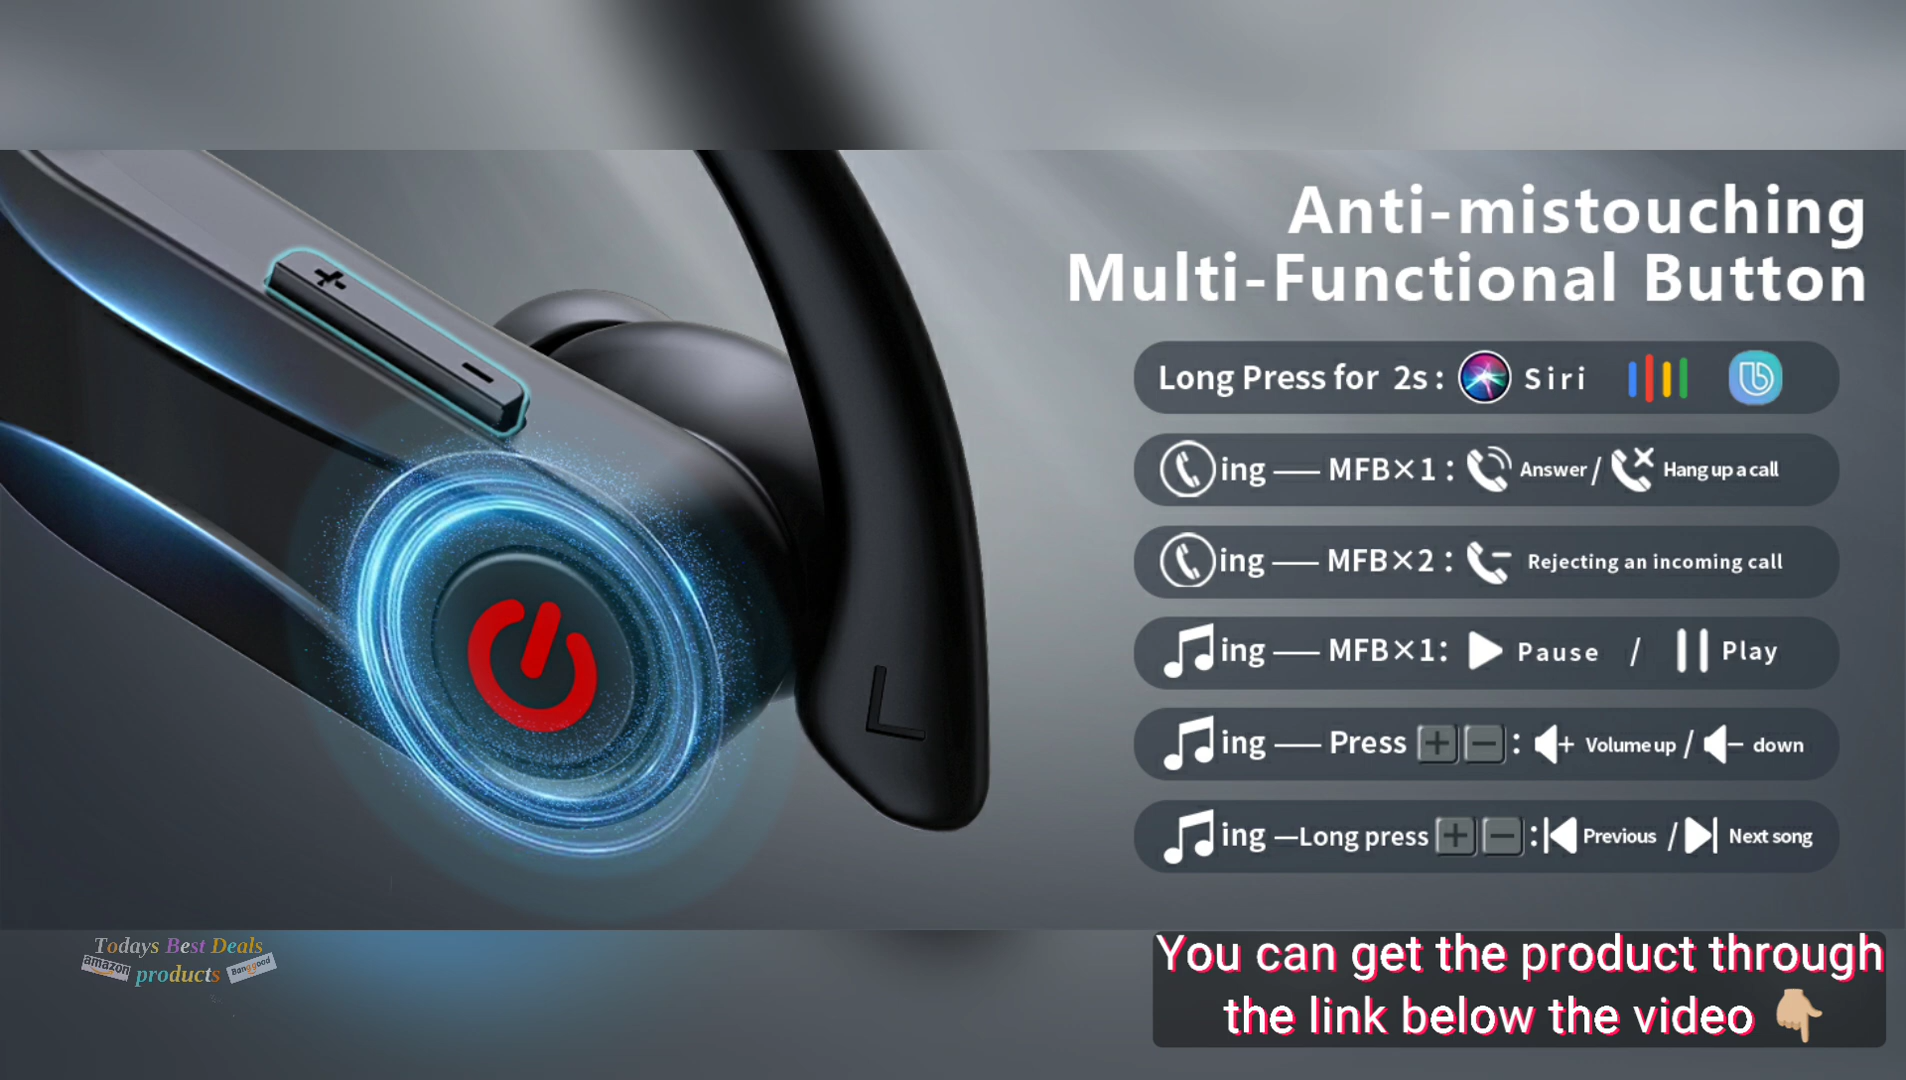 Anti-mistouching
Multi-Functional Button
Long Press for 2s: Siri
ing — MFB×1: Answer / Hang up a call
ing — MFB×2: Rejecting an incoming call
ing — MFB×1: Pause / Play
ing — Press + −: + Volume up / − down
ing —Long press + −: Previous / Next song
L
Todays Best Deals
amazon products Banggood
You can get the product through
the link below the video 👇🏼